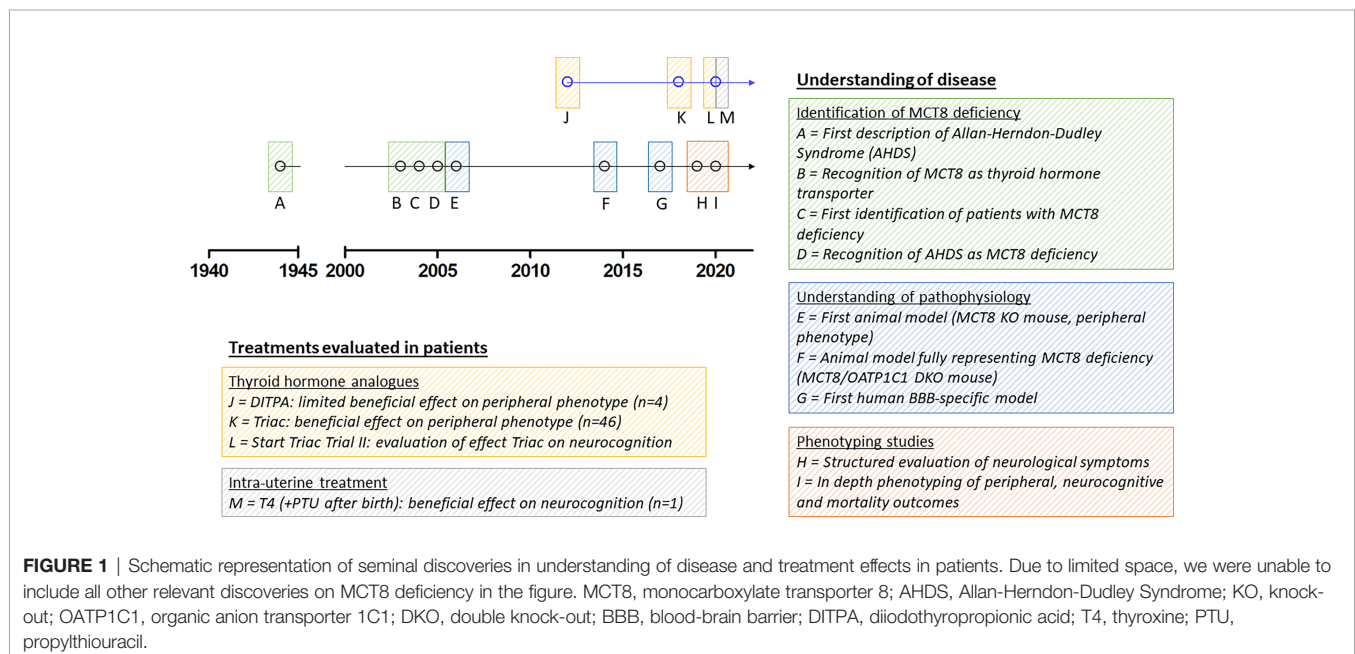 J K L M
A B C D E F G H I
1940 1945 2000 2005 2010 2015 2020
Treatments evaluated in patients
Thyroid hormone analogues
J = DITPA: limited beneficial effect on peripheral phenotype (n=4)
K = Triac: beneficial effect on peripheral phenotype (n=46)
L = Start Triac Trial II: evaluation of effect Triac on neurocognition
Intra-uterine treatment
M = T4 (+PTU after birth): beneficial effect on neurocognition (n=1)
Understanding of disease
Identification of MCT8 deficiency
A = First description of Allan-Herndon-Dudley
Syndrome (AHDS)
B = Recognition of MCT8 as thyroid hormone
transporter
C = First identification of patients with MCT8
deficiency
D = Recognition of AHDS as MCT8 deficiency
Understanding of pathophysiology
E = First animal model (MCT8 KO mouse, peripheral
phenotype)
F = Animal model fully representing MCT8 deficiency
(MCT8/OATP1C1 DKO mouse)
G = First human BBB-specific model
Phenotyping studies
H = Structured evaluation of neurological symptoms
I = In depth phenotyping of peripheral, neurocognitive
and mortality outcomes
FIGURE 1 | Schematic representation of seminal discoveries in understanding of disease and treatment effects in patients. Due to limited space, we were unable to
include all other relevant discoveries on MCT8 deficiency in the figure. MCT8, monocarboxylate transporter 8; AHDS, Allan-Herndon-Dudley Syndrome; KO, knock-
out; OATP1C1, organic anion transporter 1C1; DKO, double knock-out; BBB, blood-brain barrier; DITPA, diiodothyropropionic acid; T4, thyroxine; PTU,
propylthiouracil.